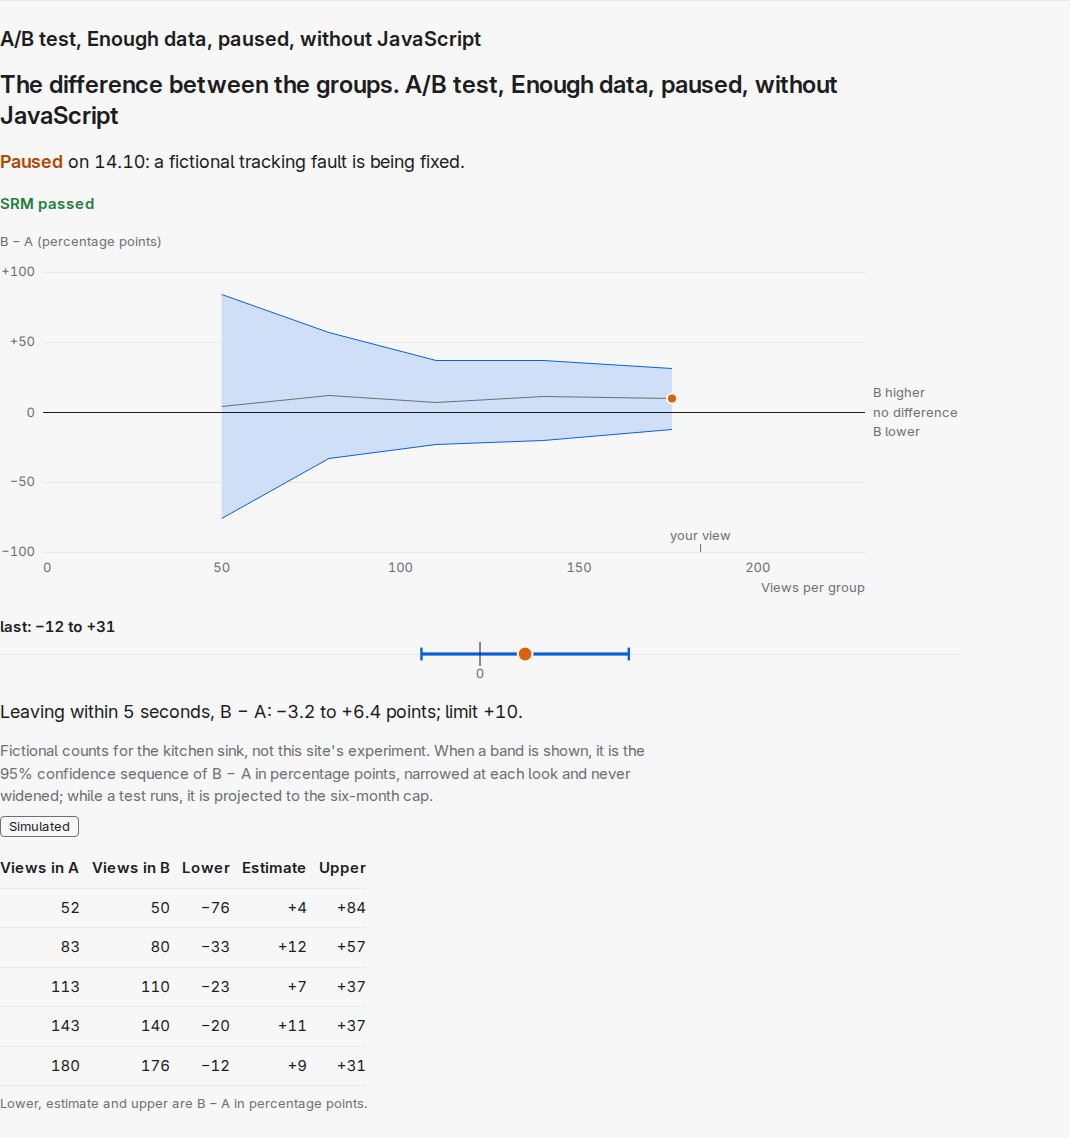 A/B test, Enough data, paused, without JavaScript
The difference between the groups. A/B test, Enough data, paused, without
JavaScript
Paused on 14.10: a fictional tracking fault is being fixed.
SRM passed
B − A (percentage points)
+100
+50
0
−50
−100
B higher
no difference
B lower
your view
0 50 100 150 200
Views per group
last: −12 to +31
0
Leaving within 5 seconds, B − A: −3.2 to +6.4 points; limit +10.
Fictional counts for the kitchen sink, not this site's experiment. When a band is shown, it is the
95% confidence sequence of B − A in percentage points, narrowed at each look and never
widened; while a test runs, it is projected to the six-month cap.
Simulated
Views in A Views in B Lower Estimate Upper
52 50 −76 +4 +84
83 80 −33 +12 +57
113 110 −23 +7 +37
143 140 −20 +11 +37
180 176 −12 +9 +31
Lower, estimate and upper are B − A in percentage points.